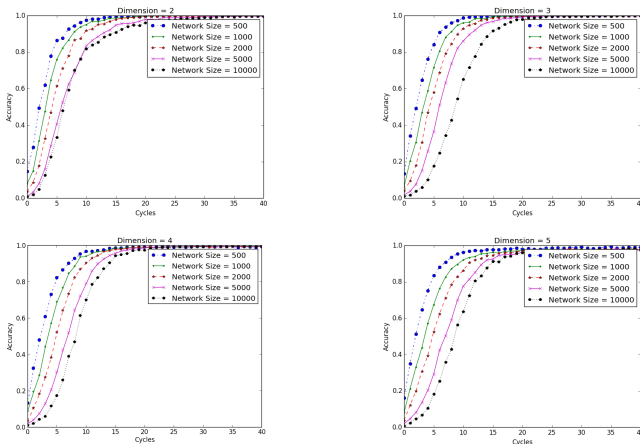 Dimension = 2
1.0
0.8
0.6
0.4
0.2
0.0
Accuracy
Network Size = 500
Network Size = 1000
Network Size = 2000
Network Size = 5000
Network Size = 10000
0 5 10 15 20 25 30 35 40
Cycles
Dimension = 3
1.0
0.8
0.6
0.4
0.2
0.0
Accuracy
Network Size = 500
Network Size = 1000
Network Size = 2000
Network Size = 5000
Network Size = 10000
0 5 10 15 20 25 30 35 40
Cycles
Dimension = 4
1.0
0.8
0.6
0.4
0.2
0.0
Accuracy
Network Size = 500
Network Size = 1000
Network Size = 2000
Network Size = 5000
Network Size = 10000
0 5 10 15 20 25 30 35 40
Cycles
Dimension = 5
1.0
0.8
0.6
0.4
0.2
0.0
Accuracy
Network Size = 500
Network Size = 1000
Network Size = 2000
Network Size = 5000
Network Size = 10000
0 5 10 15 20 25 30 35 40
Cycles